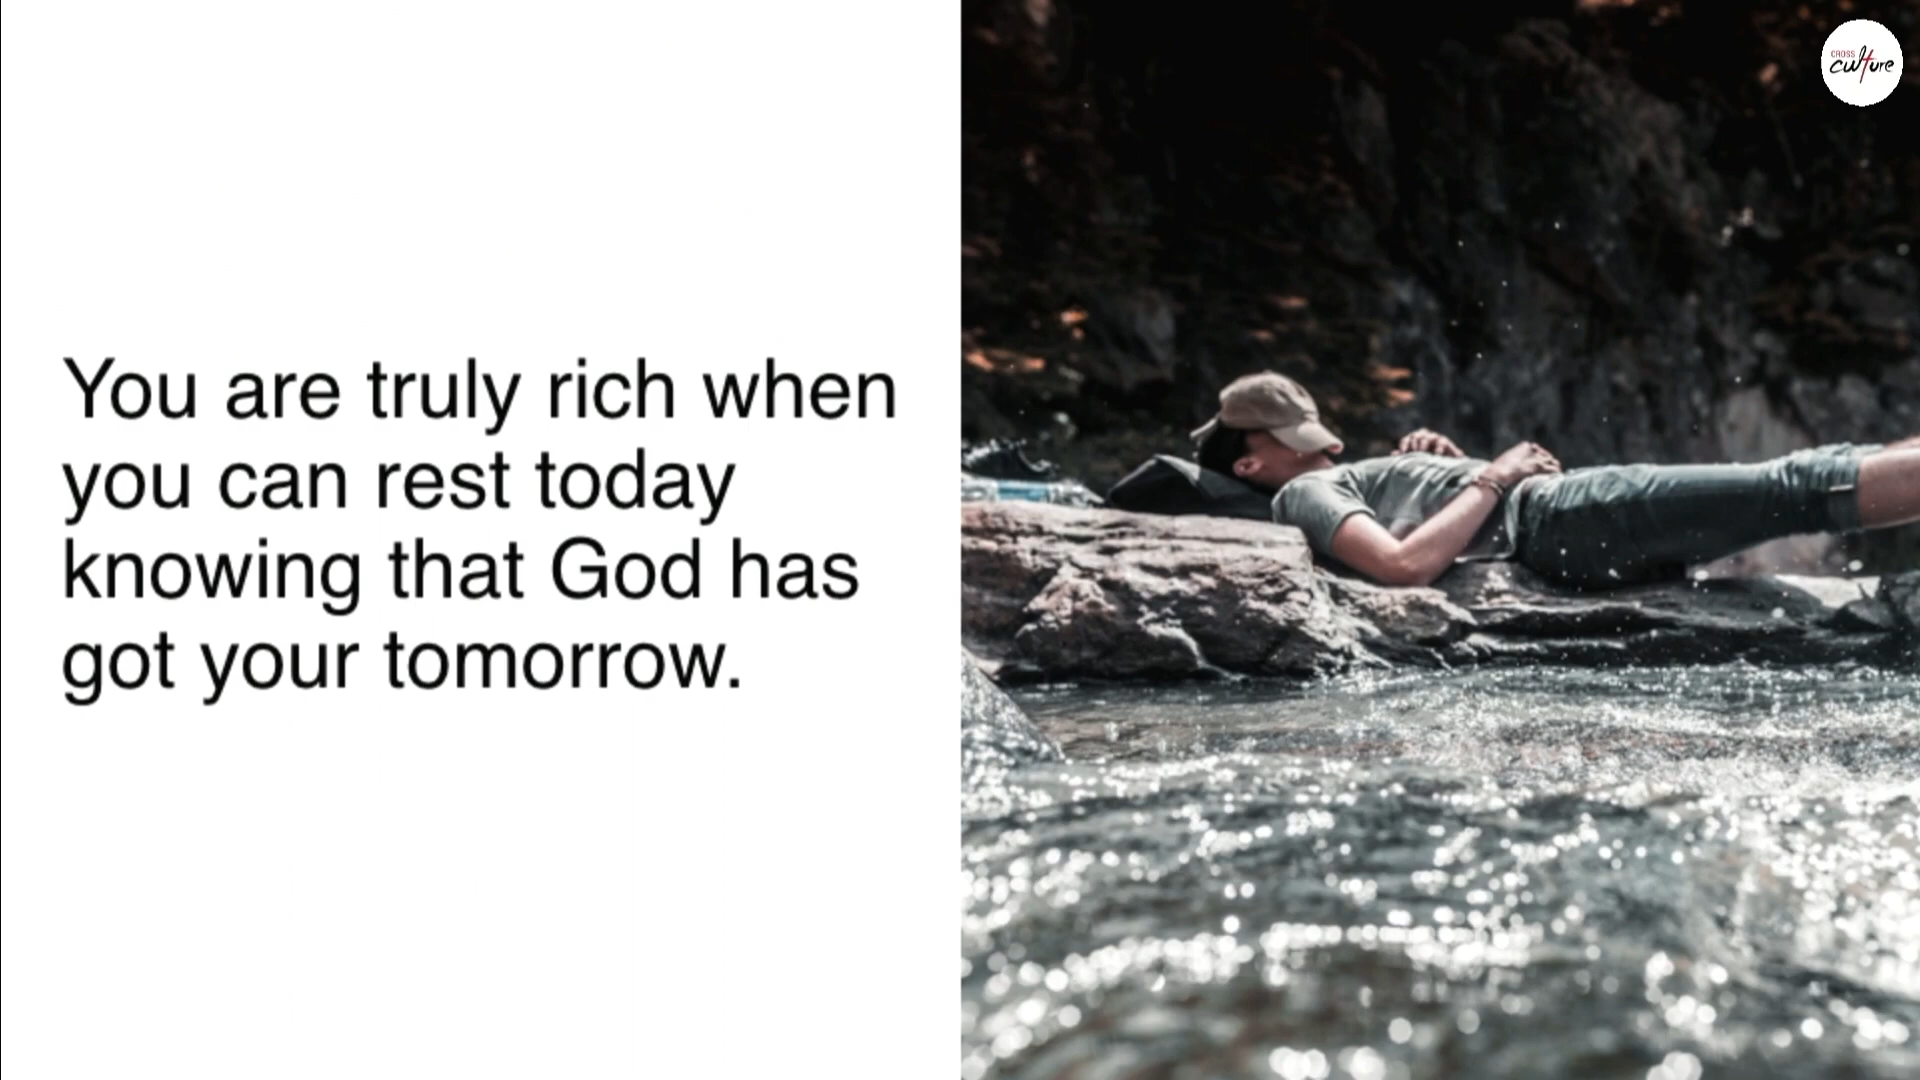 You are truly rich when
you can rest today
knowing that God has
got your tomorrow.
CROSS
culture